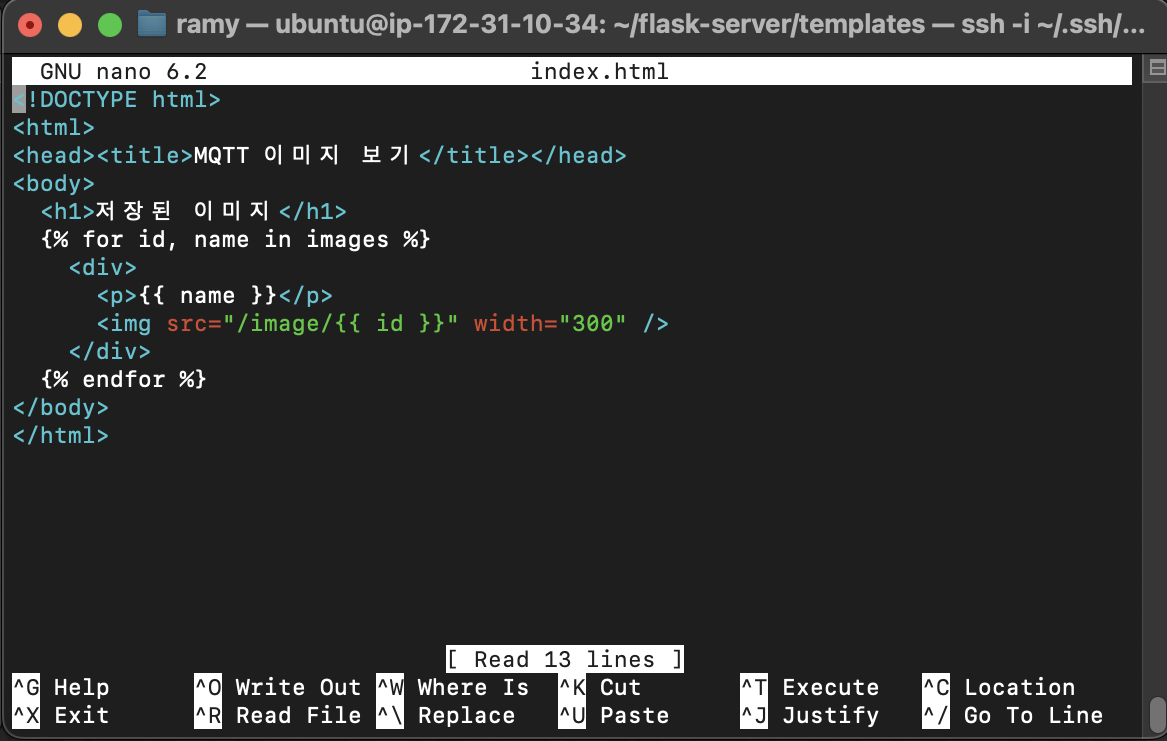 ramy — ubuntu@ip-172-31-10-34: ~/flask-server/templates — ssh -i ~/.ssh/...
GNU nano 6.2 index.html
<!DOCTYPE html>
<html>
<head><title>MQTT 이미지 보기</title></head>
<body>
  <h1>저장된 이미지</h1>
  {% for id, name in images %}
    <div>
      <p>{{ name }}</p>
      <img src="/image/{{ id }}" width="300" />
    </div>
  {% endfor %}
</body>
</html>
[ Read 13 lines ]
^G Help ^O Write Out ^W Where Is ^K Cut ^T Execute ^C Location
^X Exit ^R Read File ^\ Replace ^U Paste ^J Justify ^/ Go To Line